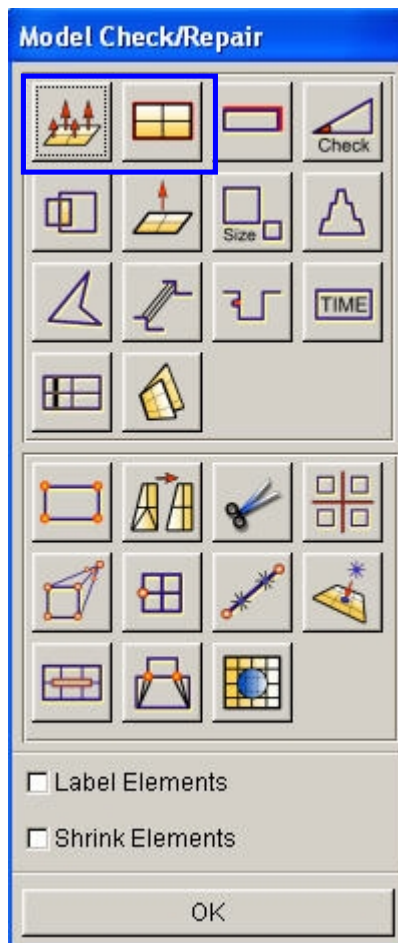 Model Check/Repair
Check
Size
TIME
Label Elements
Shrink Elements
OK